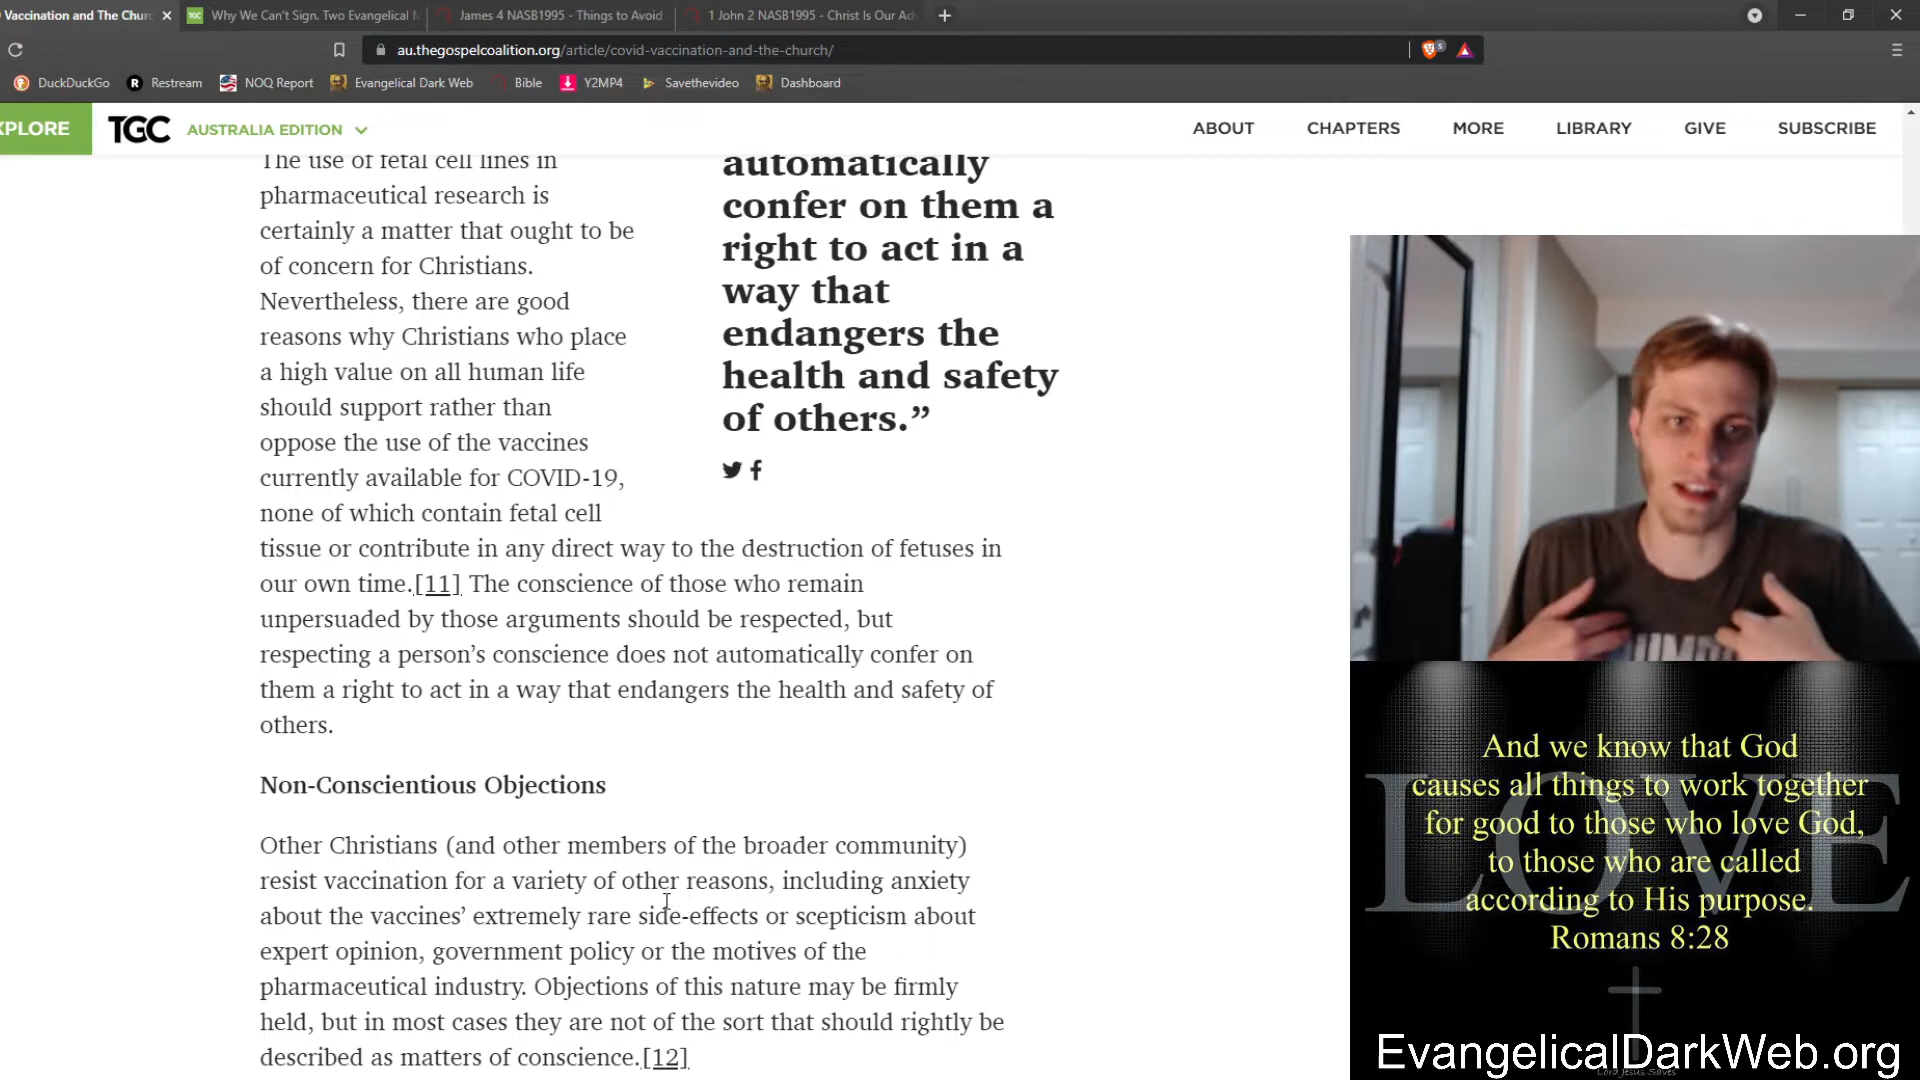 Vaccination and The Churc
Why We Can't Sign. Two Evangelical M
James 4 NASB1995 - Things to Avoid
1 John 2 NASB1995 - Christ Is Our Ad
au.thegospelcoalition.org/article/covid-vaccination-and-the-church/
5
DuckDuckGo
Restream
NOQ Report
Evangelical Dark Web
Bible
Y2MP4
Savethevideo
Dashboard
XPLORE
TGC
AUSTRALIA EDITION
ABOUT
CHAPTERS
MORE
LIBRARY
GIVE
SUBSCRIBE
The use of fetal cell lines in
pharmaceutical research is
certainly a matter that ought to be
of concern for Christians.
Nevertheless, there are good
reasons why Christians who place
a high value on all human life
should support rather than
oppose the use of the vaccines
currently available for COVID-19,
none of which contain fetal cell
tissue or contribute in any direct way to the destruction of fetuses in
our own time.[11] The conscience of those who remain
unpersuaded by those arguments should be respected, but
respecting a person's conscience does not automatically confer on
them a right to act in a way that endangers the health and safety of
others.
automatically
confer on them a
right to act in a
way that
endangers the
health and safety
of others.”
Non-Conscientious Objections
Other Christians (and other members of the broader community)
resist vaccination for a variety of other reasons, including anxiety
about the vaccines' extremely rare side-effects or scepticism about
expert opinion, government policy or the motives of the
pharmaceutical industry. Objections of this nature may be firmly
held, but in most cases they are not of the sort that should rightly be
described as matters of conscience.[12]
LOVE
And we know that God
causes all things to work together
for good to those who love God,
to those who are called
according to His purpose.
Romans 8:28
EvangelicalDarkWeb.org
Lord Jesus Saves